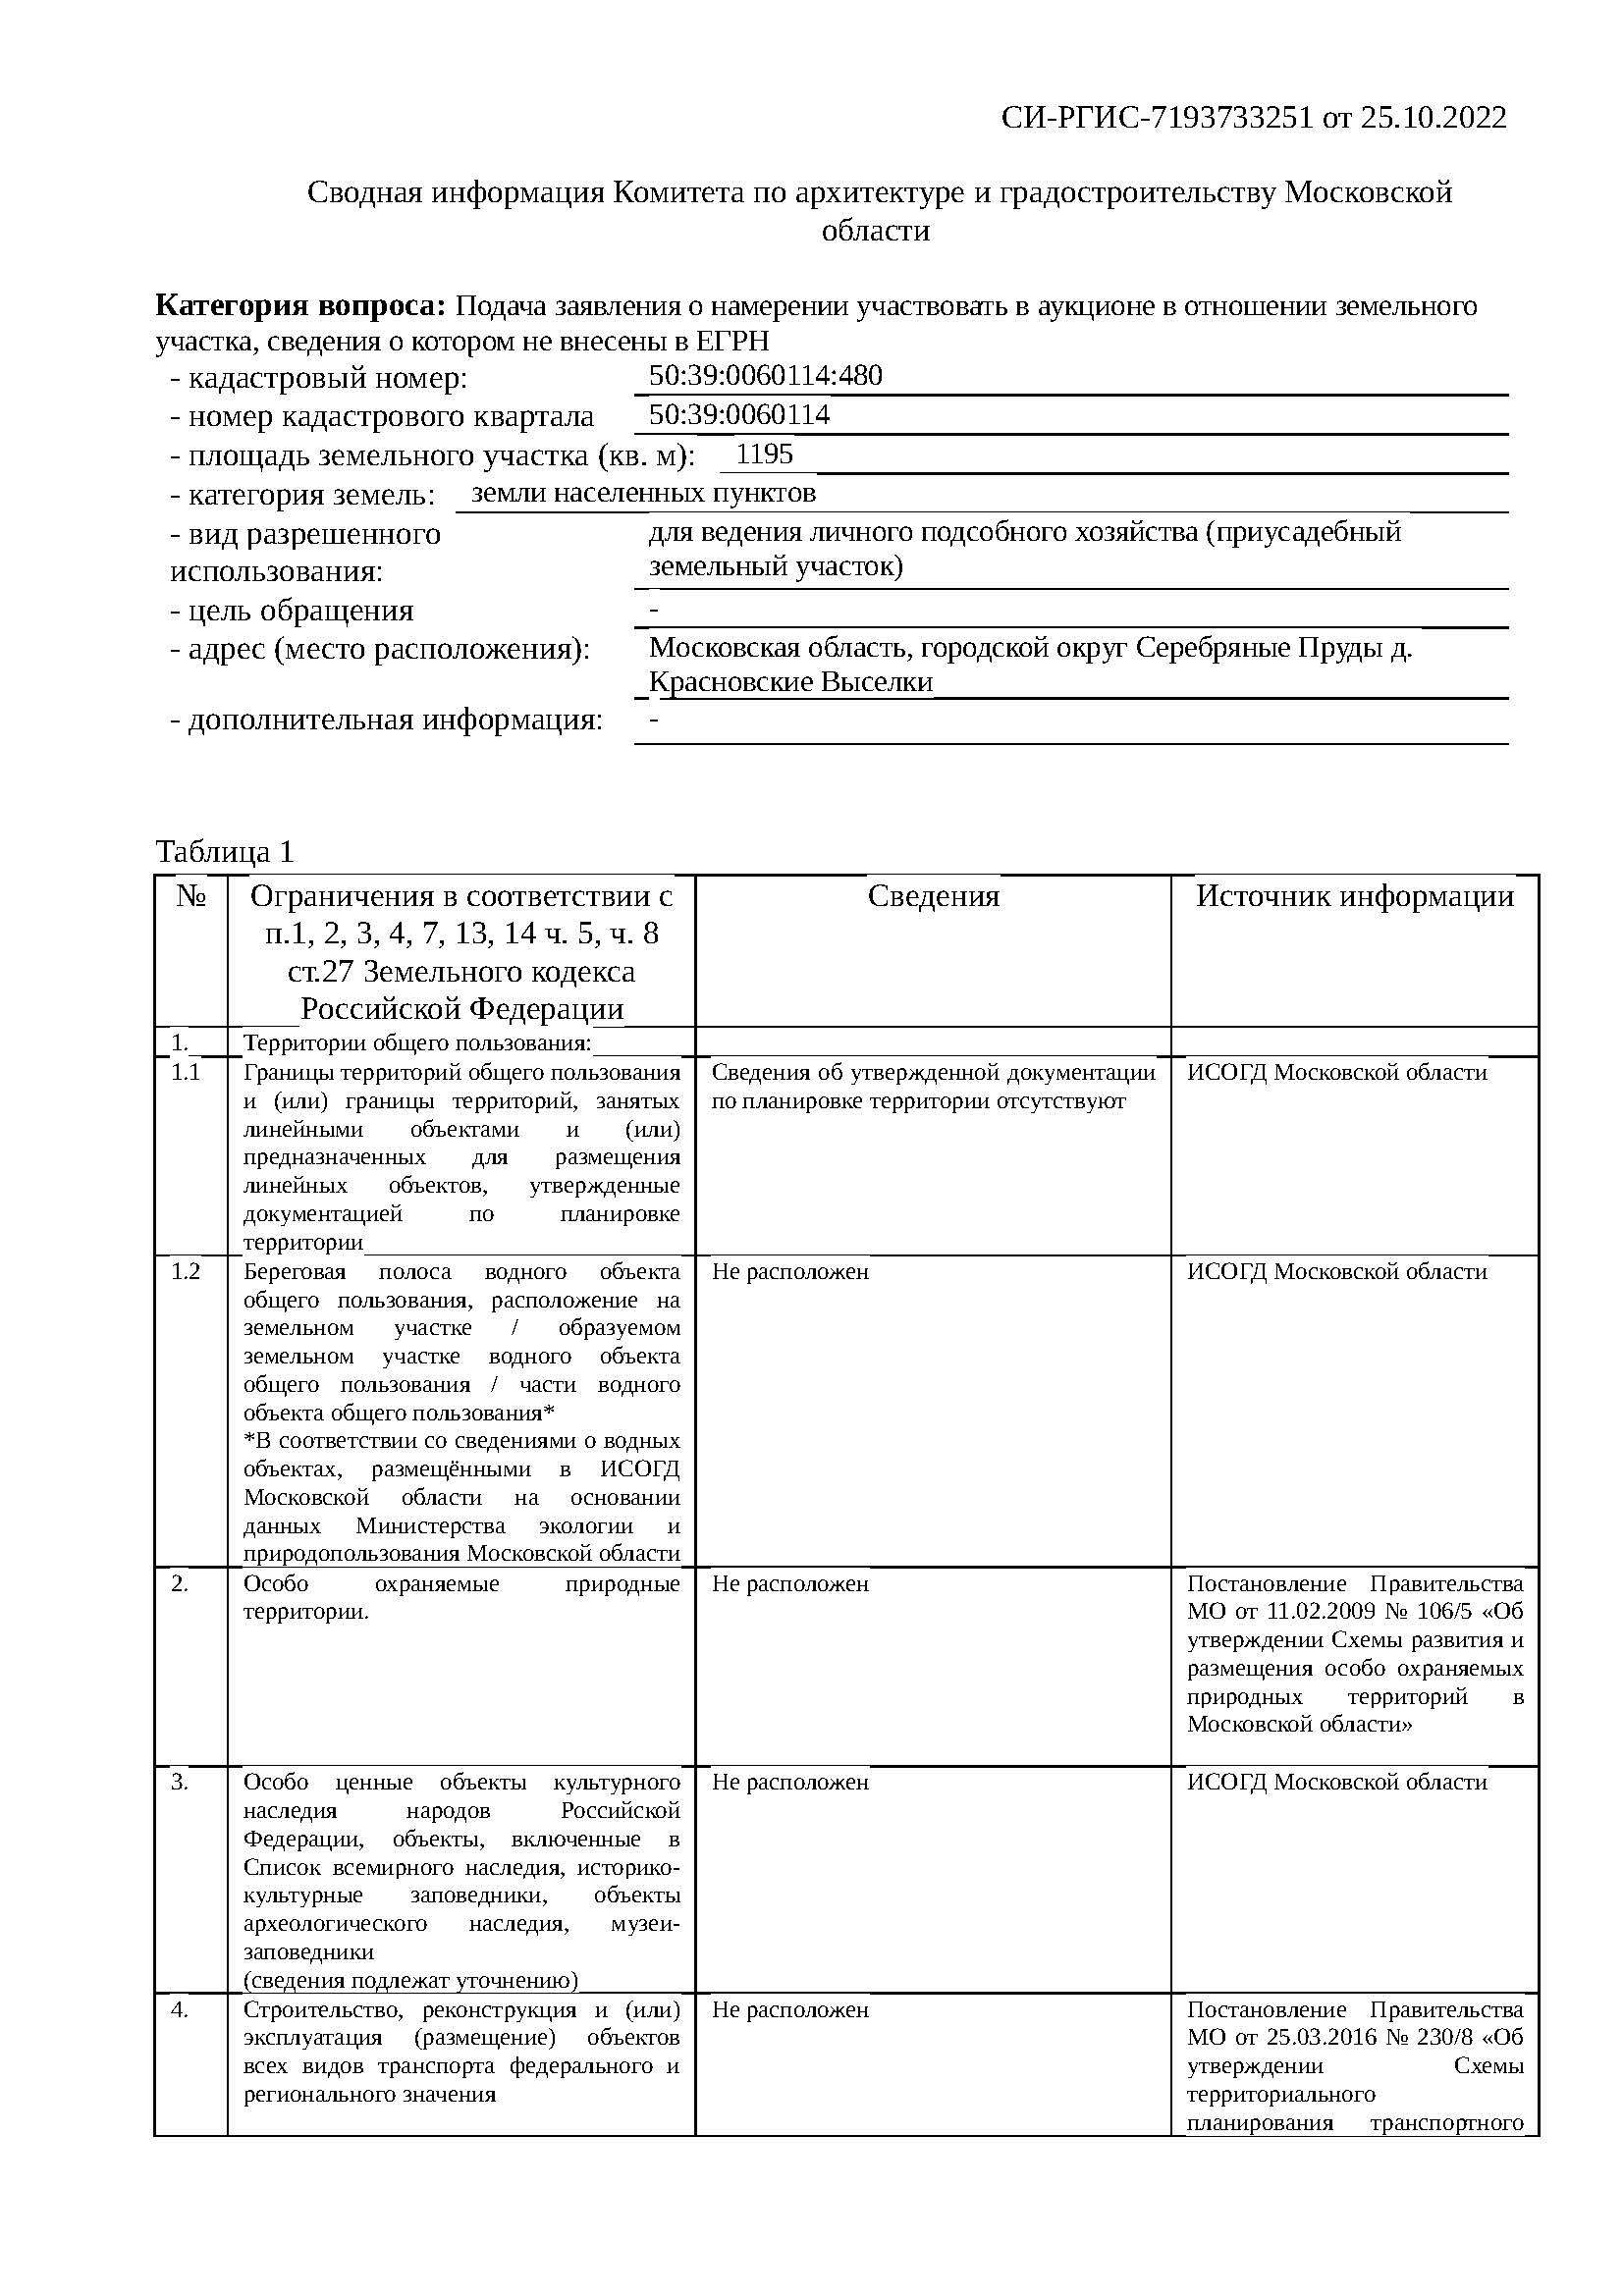 СИ-РГИС-7193733251 от 25.10.2022
Сводная информация Комитета по архитектуре и градостроительству Московской
области
Категория вопроса: Подача заявления о намерении участвовать в аукционе в отношении земельного
участка, сведения о котором не внесены в ЕГРН
- кадастровый номер: 50:39:0060114:480
- номер кадастрового квартала 50:39:0060114
- площадь земельного участка (кв. м): 1195
- категория земель: земли населенных пунктов
- вид разрешенного
использования:
для ведения личного подсобного хозяйства (приусадебный
земельный участок)
- цель обращения -
- адрес (место расположения):
Московская область, городской округ Серебряные Пруды д.
Красновские Выселки
- дополнительная информация: -
Таблица 1
№
Ограничения в соответствии с
п.1, 2, 3, 4, 7, 13, 14 ч. 5, ч. 8
ст.27 Земельного кодекса
Российской Федерации
Сведения
Источник информации
1.
Территории общего пользования:
1.1
Границы территорий общего пользования
и (или) границы территорий, занятых
линейными объектами и (или)
предназначенных для размещения
линейных объектов, утвержденные
документацией по планировке
территории
Сведения об утвержденной документации
по планировке территории отсутствуют
ИСОГД Московской области
1.2
Береговая полоса водного объекта
общего пользования, расположение на
земельном участке / образуемом
земельном участке водного объекта
общего пользования / части водного
объекта общего пользования*
*В соответствии со сведениями о водных
объектах, размещёнными в ИСОГД
Московской области на основании
данных Министерства экологии и
природопользования Московской области
Не расположен
ИСОГД Московской области
2.
Особо охраняемые природные
территории.
Не расположен
Постановление Правительства
МО от 11.02.2009 № 106/5 «Об
утверждении Схемы развития и
размещения особо охраняемых
природных территорий в
Московской области»
3.
Особо ценные объекты культурного
наследия народов Российской
Федерации, объекты, включенные в
Список всемирного наследия, историко-
культурные заповедники, объекты
археологического наследия, музеи-
заповедники
(сведения подлежат уточнению)
Не расположен
ИСОГД Московской области
4.
Строительство, реконструкция и (или)
эксплуатация (размещение) объектов
всех видов транспорта федерального и
регионального значения
Не расположен
Постановление Правительства
МО от 25.03.2016 № 230/8 «Об
утверждении Схемы
территориального
планирования транспортного